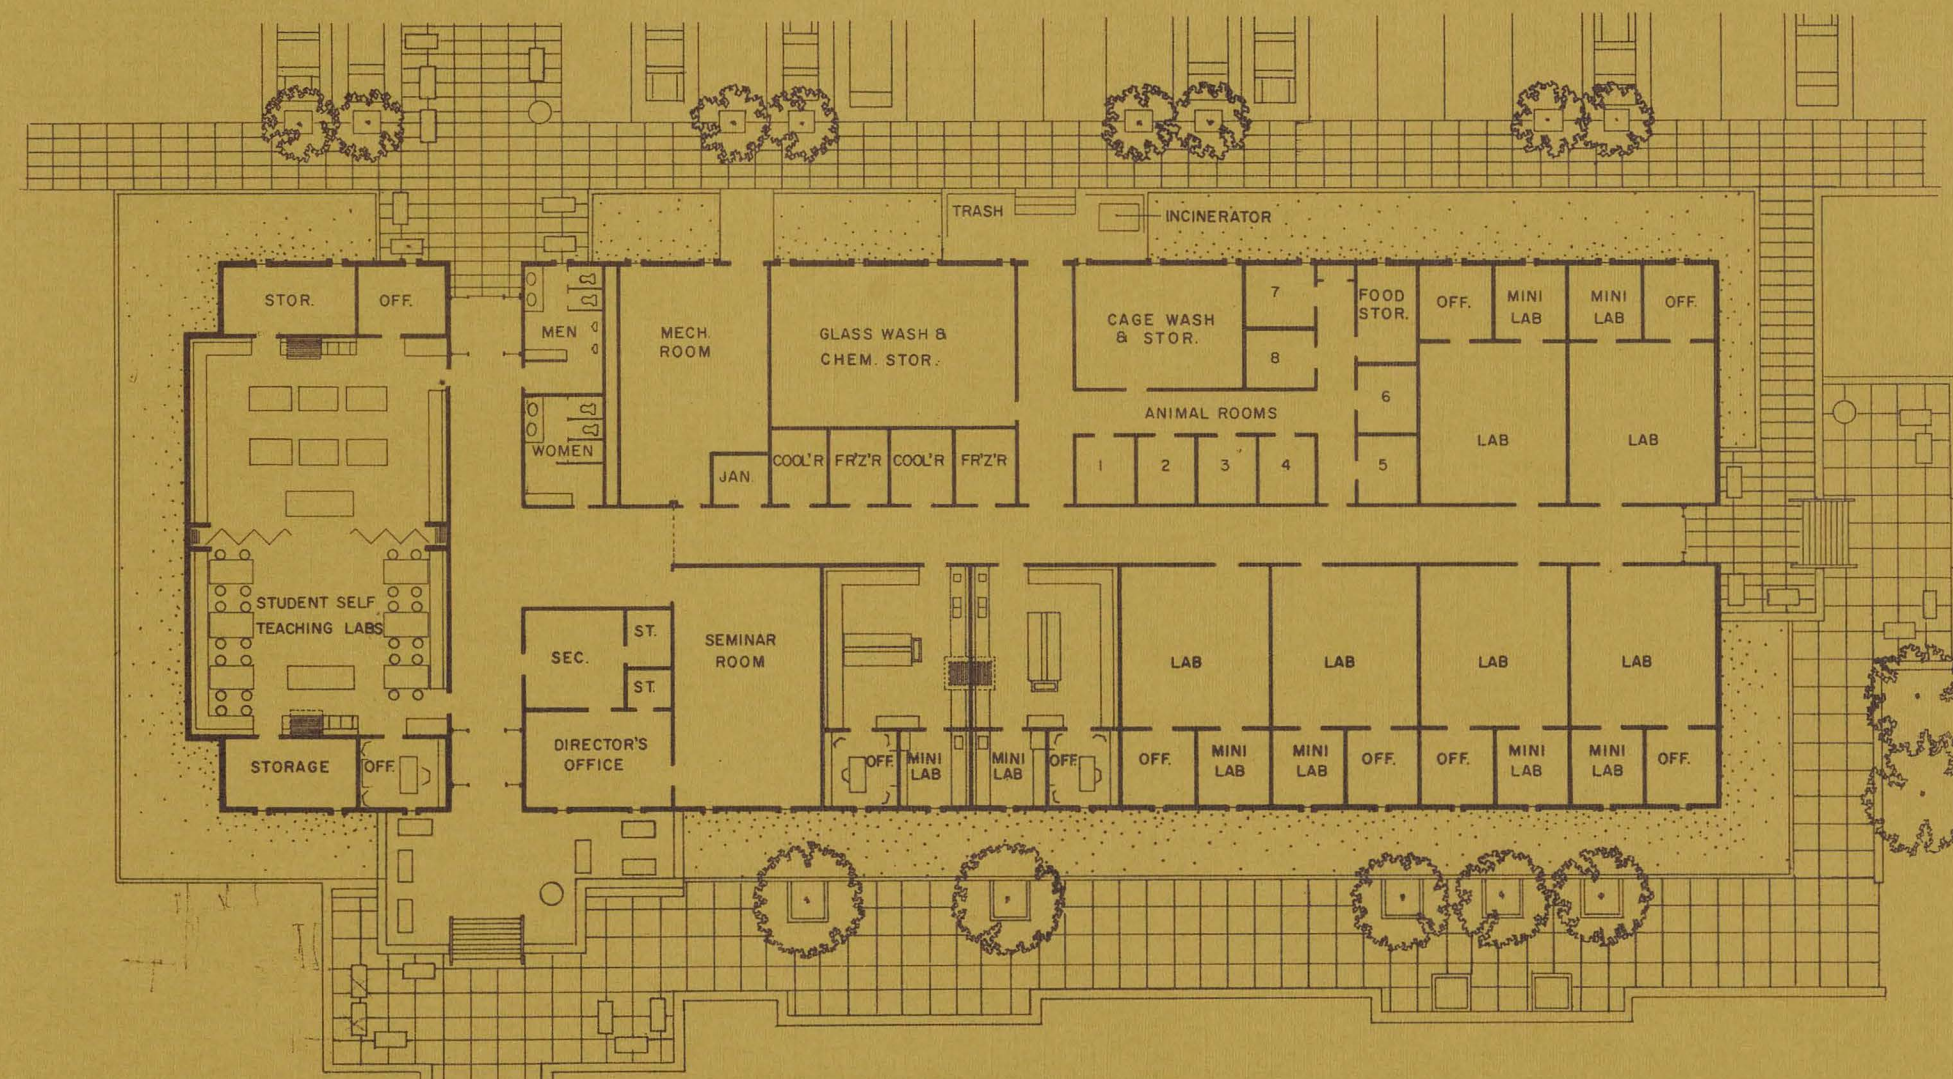 TRASH
INCINERATOR
STOR.
OFF.
MEN
MECH.
ROOM
GLASS WASH &
CHEM. STOR.
CAGE WASH
& STOR.
7
8
FOOD
STOR.
OFF.
MINI
LAB
MINI
LAB
OFF.
6
ANIMAL ROOMS
WOMEN
JAN.
COOL'R
FR'Z'R
COOL'R
FR'Z'R
1
2
3
4
5
LAB
LAB
STUDENT SELF
TEACHING LABS
SEC.
ST.
ST.
SEMINAR
ROOM
LAB
LAB
LAB
LAB
STORAGE
OFF.
DIRECTOR'S
OFFICE
OFF.
MINI
LAB
MINI
LAB
OFF.
OFF.
MINI
LAB
MINI
LAB
OFF.
OFF.
MINI
LAB
MINI
LAB
OFF.